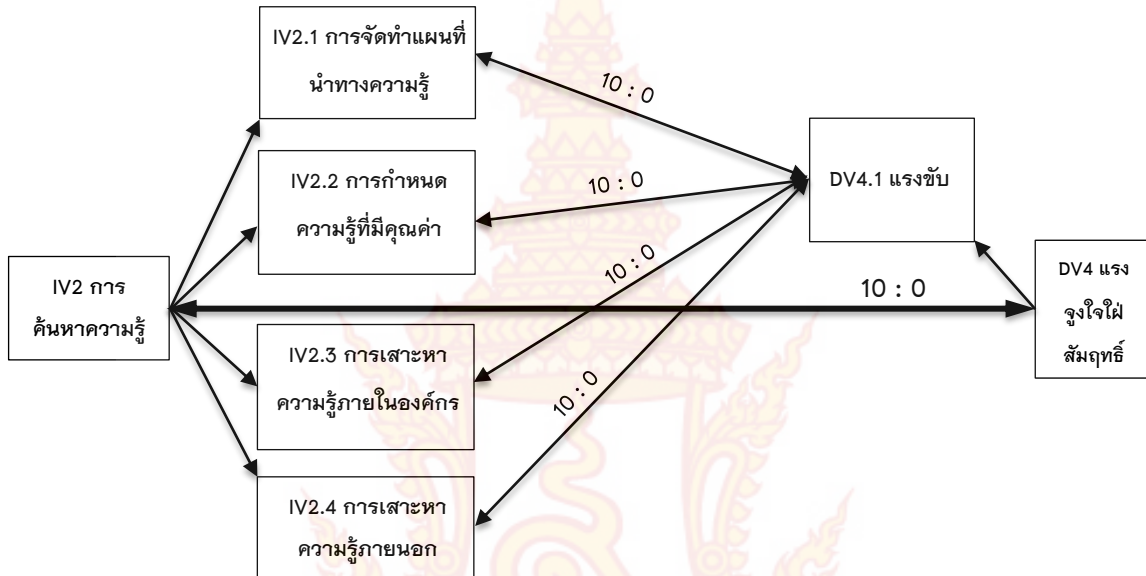 IV2.1 การจัดทำแผนที่
นำทางความรู้
10 : 0
DV4.1 แรงขับ
IV2.2 การกำหนด
ความรู้ที่มีคุณค่า
10 : 0
IV2 การ
ค้นหาความรู้
10 : 0
10 : 0
DV4 แรง
จูงใจใฝ่
สัมฤทธิ์
IV2.3 การเสาะหา
ความรู้ภายในองค์กร
10 : 0
IV2.4 การเสาะหา
ความรู้ภายนอก